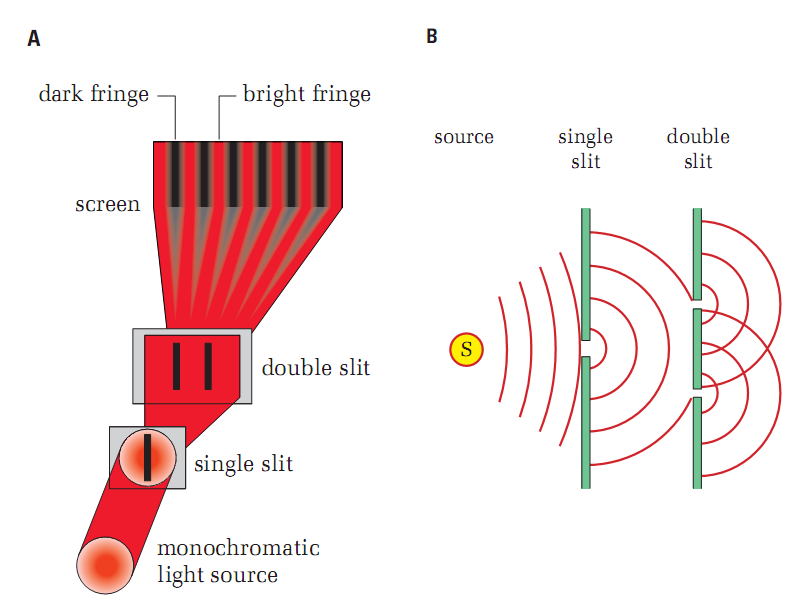 A
dark fringe
bright fringe
screen
double slit
single slit
monochromatic
light source
B
source
single
slit
double
slit
S